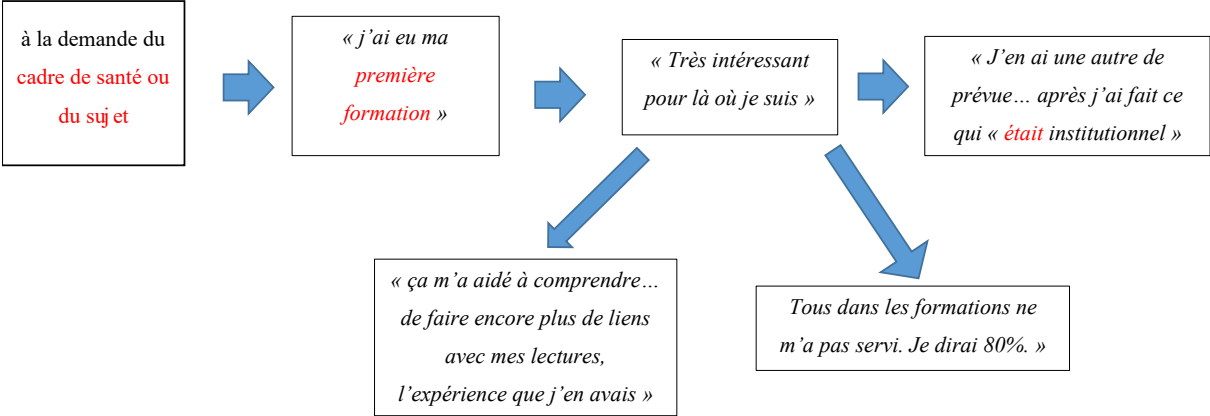 à la demande du
cadre de santé ou
du sujet
« j’ai eu ma
première
formation »
« Très intéressant
pour là où je suis »
« J’en ai une autre de
prévue… après j’ai fait ce
qui « était institutionnel »
« ça m’a aidé à comprendre…
de faire encore plus de liens
avec mes lectures,
l’expérience que j’en avais »
Tous dans les formations ne
m’a pas servi. Je dirai 80%. »